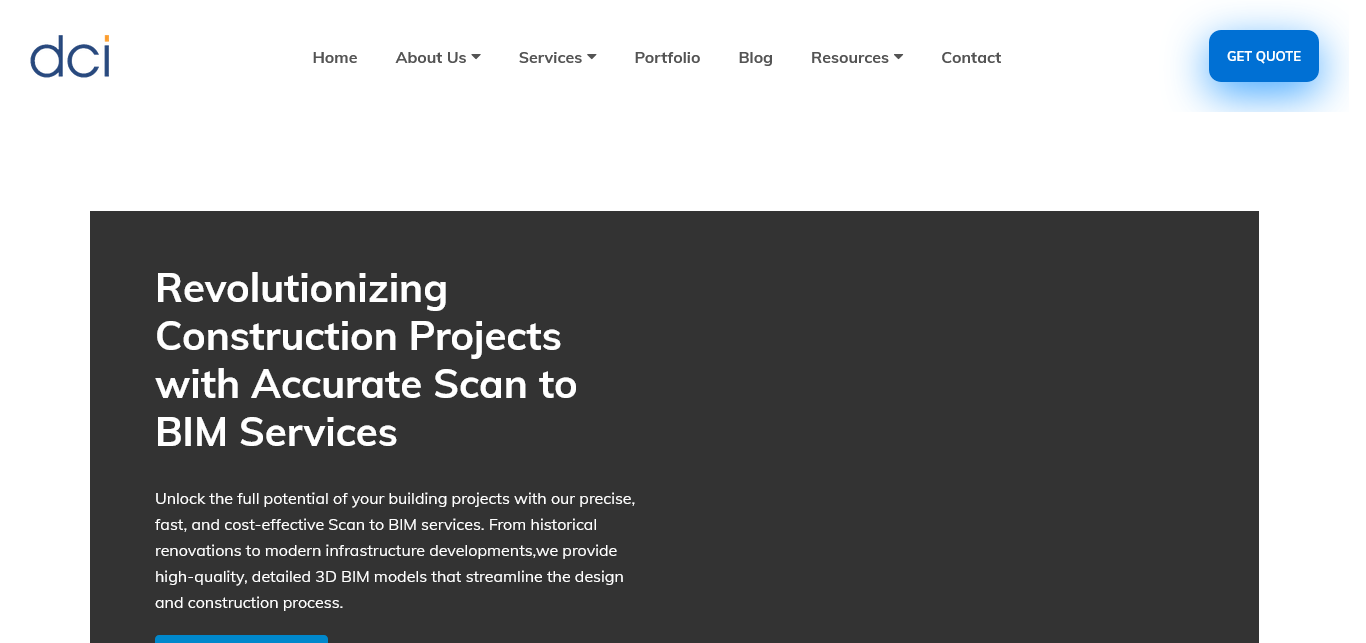 dci
Home About Us Services Portfolio Blog Resources Contact
GET QUOTE
Revolutionizing
Construction Projects
with Accurate Scan to
BIM Services
Unlock the full potential of your building projects with our precise,
fast, and cost-effective Scan to BIM services. From historical
renovations to modern infrastructure developments,we provide
high-quality, detailed 3D BIM models that streamline the design
and construction process.